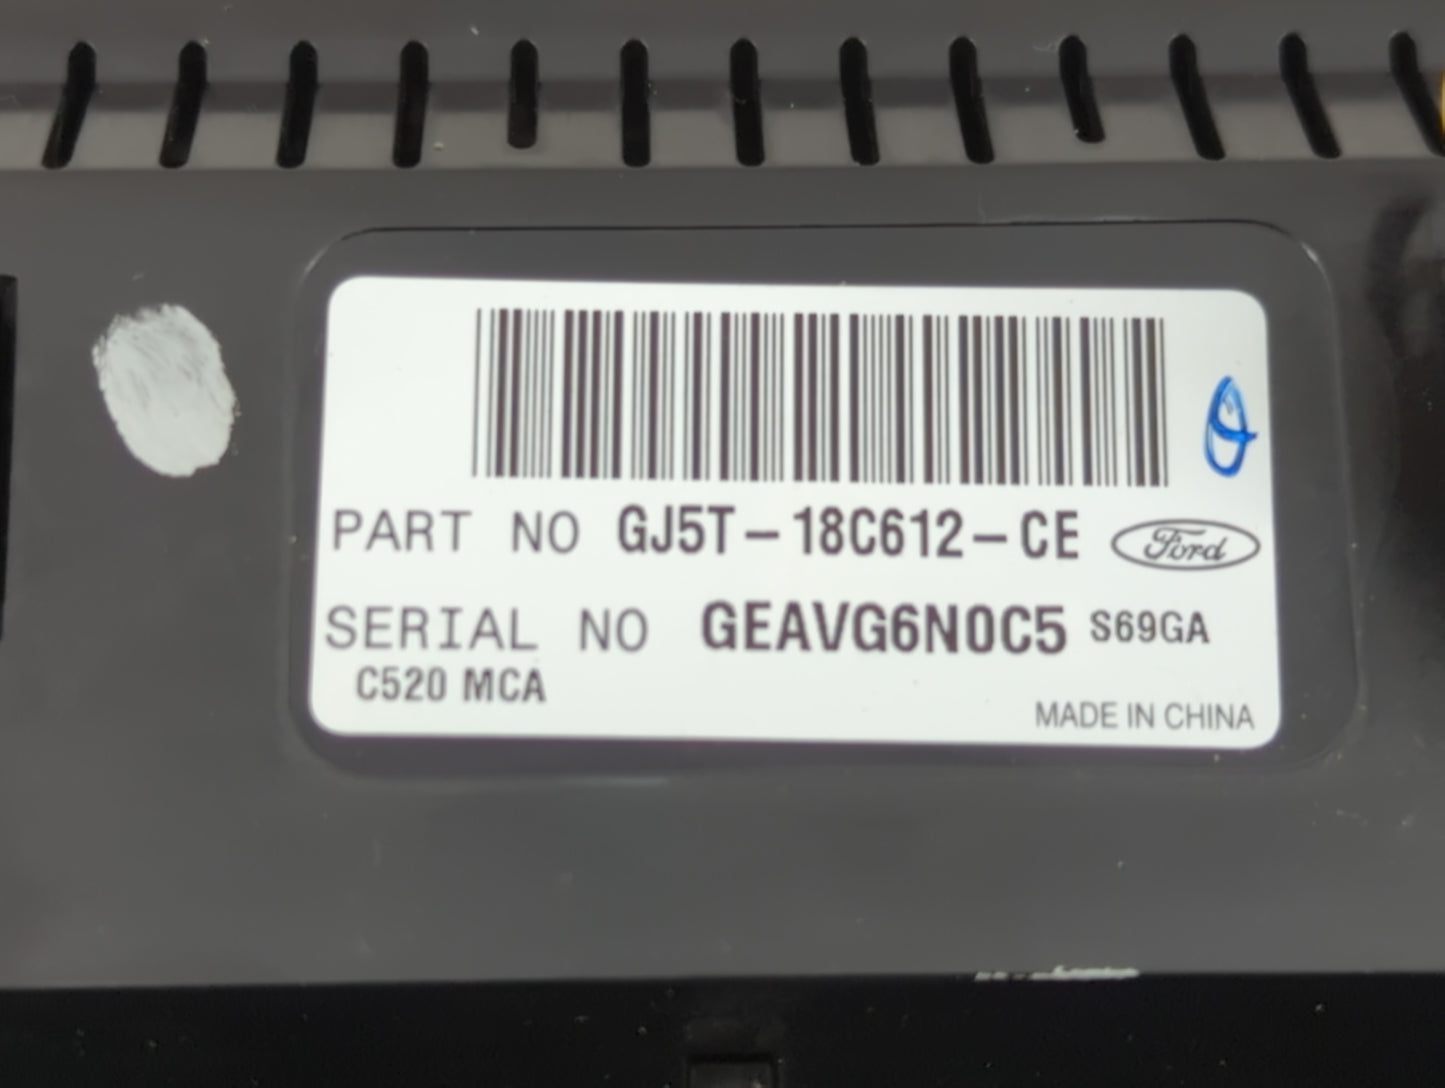 PART NO GJ5T-18C612-CE Ford
SERIAL NO GEAVG6N0C5 S69GA
C520 MCA
MADE IN CHINA